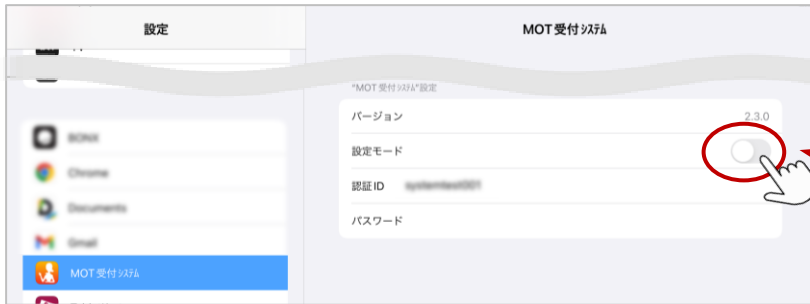 設定
MOT受付ｼｽﾃﾑ
"MOT受付ｼｽﾃﾑ"設定
バージョン 2.3.0
BONX
設定モード
Chrome
認証ID systemtest001
Documents
パスワード
Gmail
MOT受付ｼｽﾃﾑ